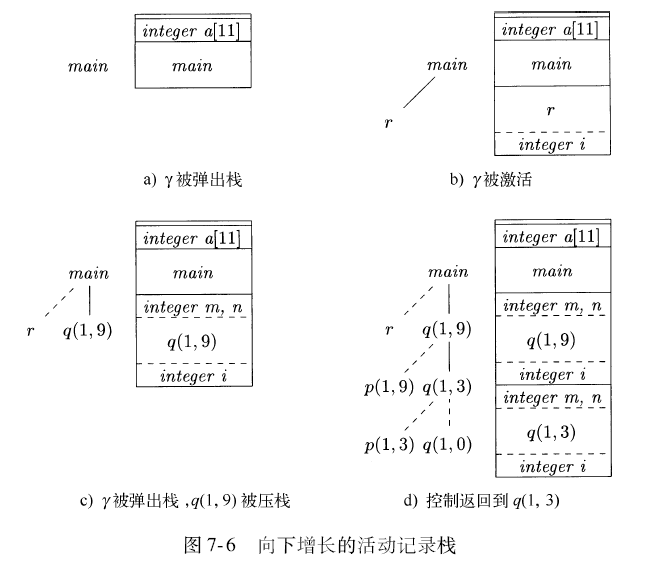 integer a[11]
main
main
a) γ被弹出栈
integer a[11]
main
main
r
r
integer i
b) γ被激活
integer a[11]
main
main
integer m, n
r
q(1, 9)
q(1, 9)
integer i
c) γ被弹出栈,q(1, 9)被压栈
integer a[11]
main
main
integer m, n
r
q(1, 9)
q(1, 9)
integer i
p(1, 9)
q(1, 3)
integer m, n
q(1, 3)
p(1, 3)
q(1, 0)
integer i
d) 控制返回到 q(1, 3)
图 7-6 向下增长的活动记录栈